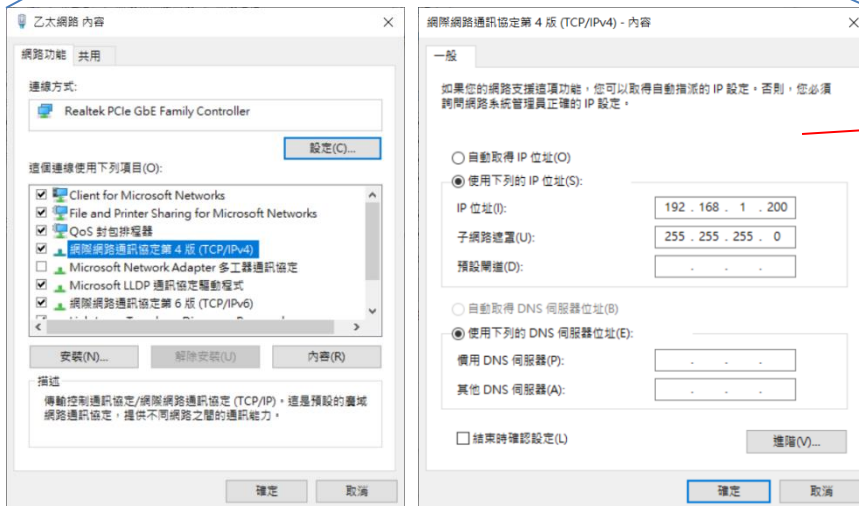 乙太網路 內容
網路功能 共用
連線方式:
Realtek PCIe GbE Family Controller
設定(C)...
這個連線使用下列項目(O):
Client for Microsoft Networks
File and Printer Sharing for Microsoft Networks
QoS 封包排程器
網際網路通訊協定第 4 版 (TCP/IPv4)
Microsoft Network Adapter 多工器通訊協定
Microsoft LLDP 通訊協定驅動程式
網際網路通訊協定第 6 版 (TCP/IPv6)
安裝(N)... 解除安裝(U) 內容(R)
描述
傳輸控制通訊協定/網際網路通訊協定 (TCP/IP)。這是預設的廣域
網路通訊協定，提供不同網路之間的通訊能力。
確定 取消
網際網路通訊協定第 4 版 (TCP/IPv4) - 內容
一般
如果您的網路支援這項功能，您可以取得自動指派的 IP 設定。否則，您必須
詢問網路系統管理員正確的 IP 設定。
自動取得 IP 位址(O)
使用下列的 IP 位址(S):
IP 位址(I): 192 . 168 . 1 . 200
子網路遮罩(U): 255 . 255 . 255 . 0
預設閘道(D): . . .
自動取得 DNS 伺服器位址(B)
使用下列的 DNS 伺服器位址(E):
慣用 DNS 伺服器(P): . . .
其他 DNS 伺服器(A): . . .
結束時確認設定(L)
進階(V)...
確定 取消